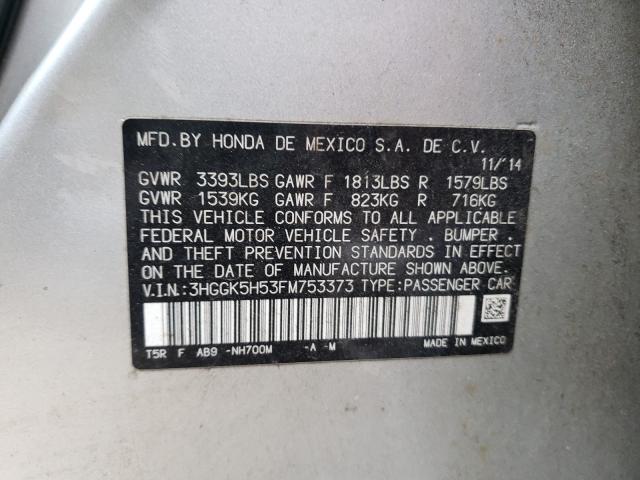 MFD.BY HONDA DE MEXICO S.A. DE C.V.
11/'14
GVWR 3393LBS GAWR F 1813LBS R 1579LBS
GVWR 1539KG GAWR F 823KG R 716KG
THIS VEHICLE CONFORMS TO ALL APPLICABLE
FEDERAL MOTOR VEHICLE SAFETY . BUMPER .
AND THEFT PREVENTION STANDARDS IN EFFECT
ON THE DATE OF MANUFACTURE SHOWN ABOVE.
V.I.N.:3HGGK5H53FM753373 TYPE:PASSENGER CAR
T5R F AB9 -NH700M -A -M MADE IN MEXICO